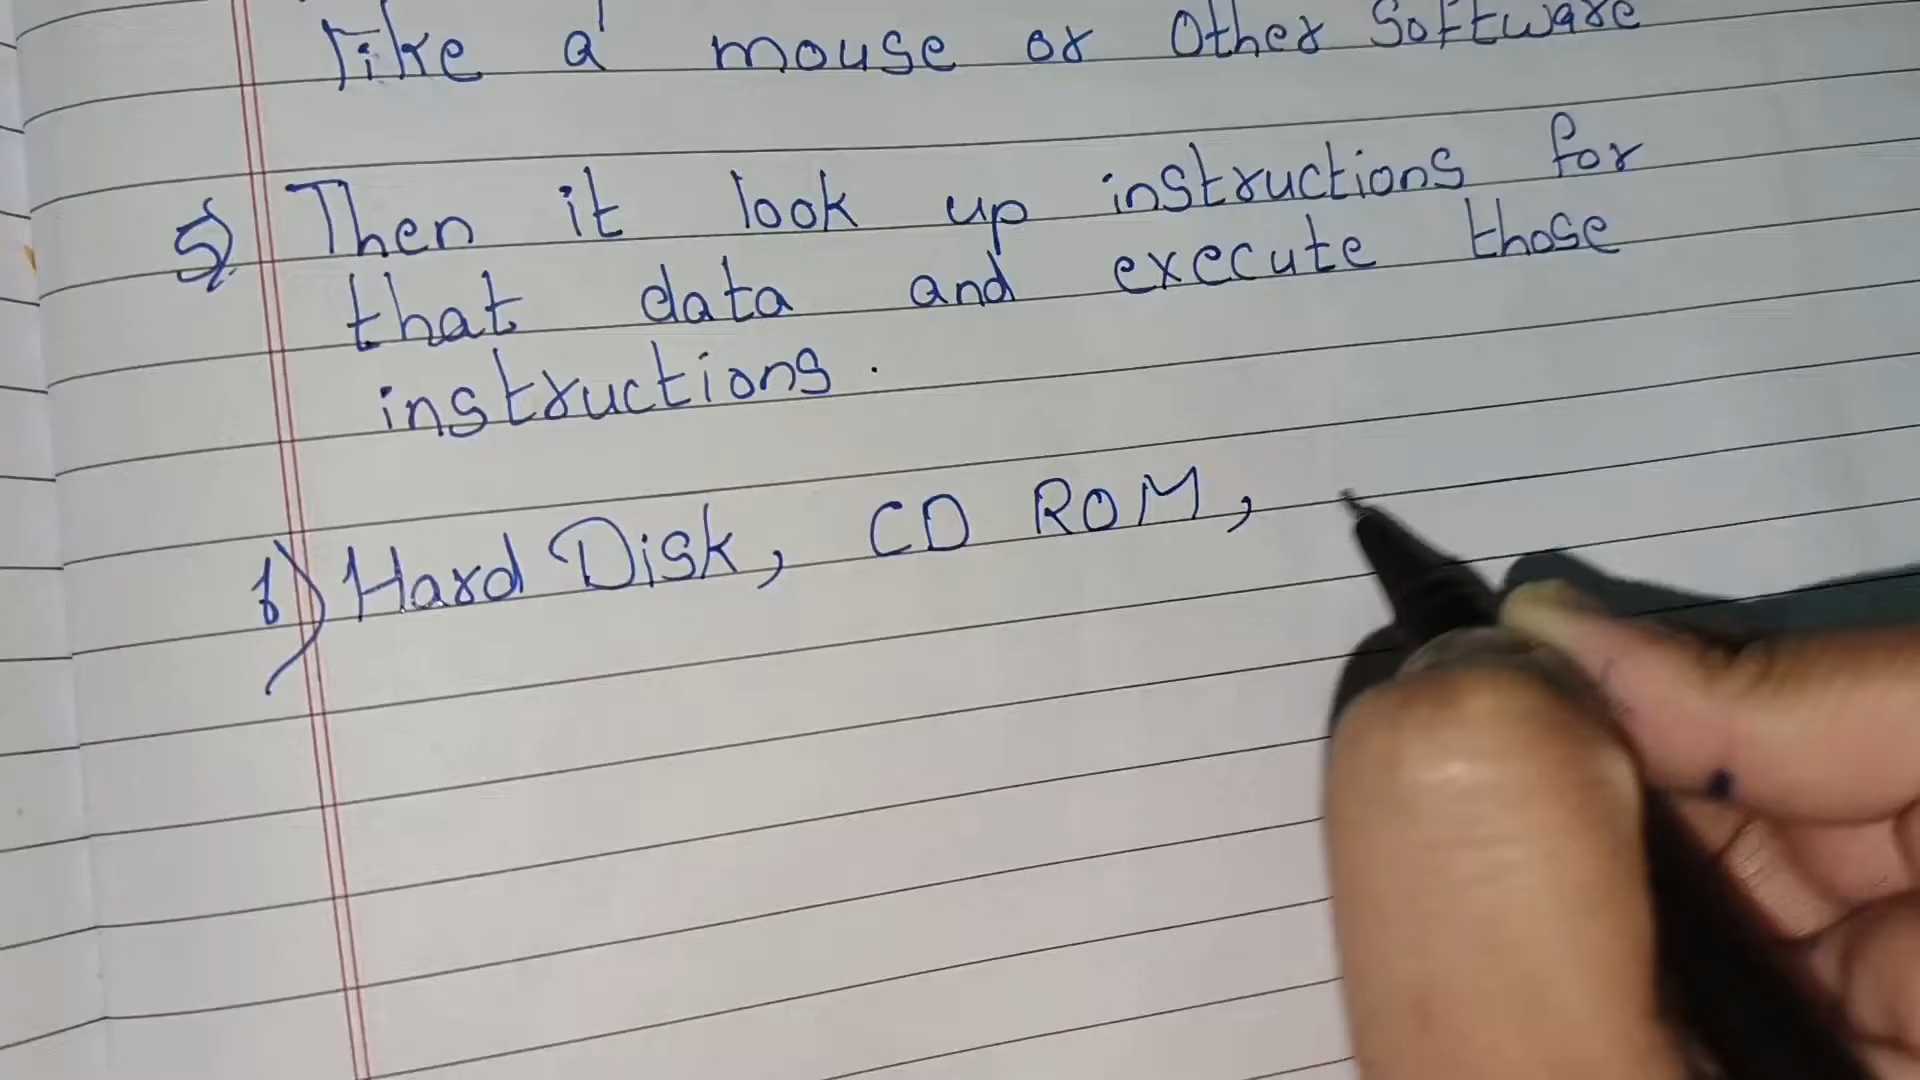 like a mouse or other software
5) Then it look up instructions for
that data and execute those
instructions.
6) Hard Disk, CD ROM,